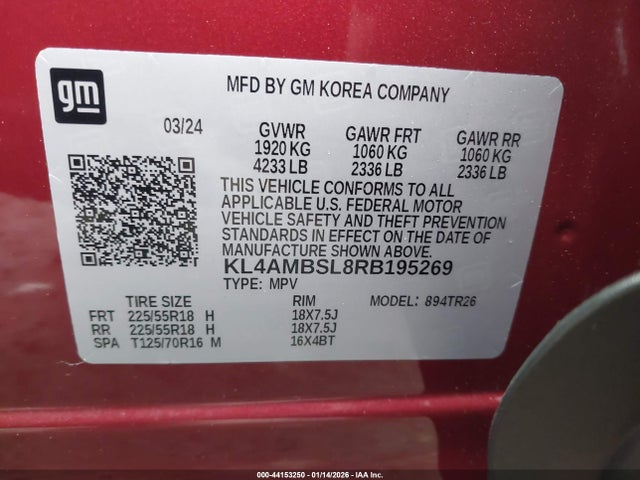 gm
MFD BY GM KOREA COMPANY
03/24 GVWR GAWR FRT GAWR RR
1920 KG 1060 KG 1060 KG
4233 LB 2336 LB 2336 LB
THIS VEHICLE CONFORMS TO ALL
APPLICABLE U.S. FEDERAL MOTOR
VEHICLE SAFETY AND THEFT PREVENTION
STANDARDS IN EFFECT ON THE DATE OF
MANUFACTURE SHOWN ABOVE.
KL4AMBSL8RB195269
TYPE: MPV
TIRE SIZE RIM MODEL: 894TR26
FRT 225/55R18 H 18X7.5J
RR 225/55R18 H 18X7.5J
SPA T125/70R16 M 16X4BT
000-44153250 - 01/14/2026 - IAA Inc.